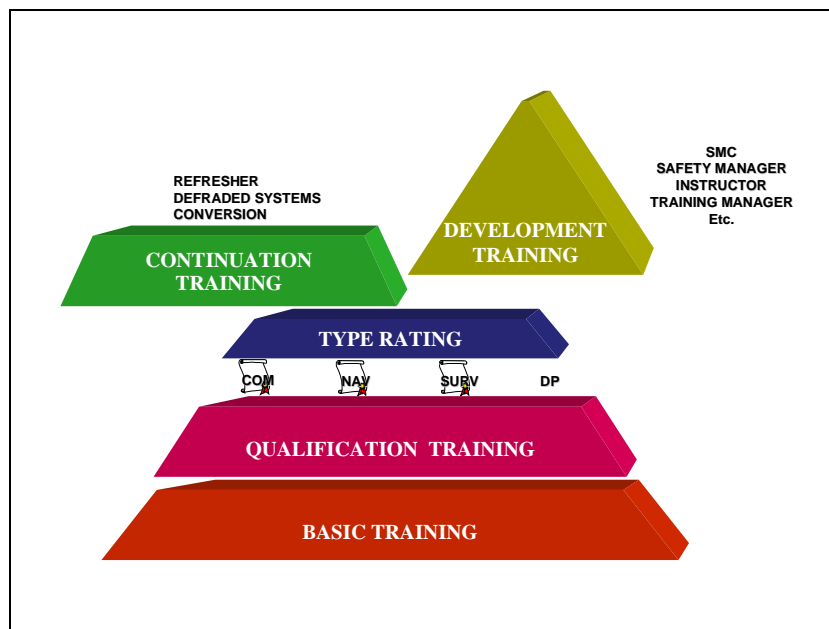 SMC
SAFETY MANAGER
INSTRUCTOR
TRAINING MANAGER
Etc.
REFRESHER
DEFRADED SYSTEMS
CONVERSION
DEVELOPMENT
TRAINING
CONTINUATION
TRAINING
TYPE RATING
COM NAV SURV DP
QUALIFICATION TRAINING
BASIC TRAINING